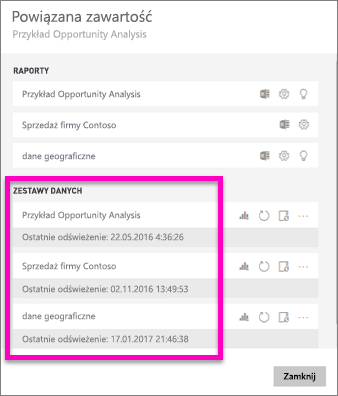 Powiązana zawartość
Przykład Opportunity Analysis
RAPORTY
Przykład Opportunity Analysis
Sprzedaż firmy Contoso
dane geograficzne
ZESTAWY DANYCH
Przykład Opportunity Analysis
Ostatnie odświeżenie: 22.05.2016 4:36:26
Sprzedaż firmy Contoso
Ostatnie odświeżenie: 02.11.2016 13:49:53
dane geograficzne
Ostatnie odświeżenie: 17.01.2017 21:46:38
Zamknij